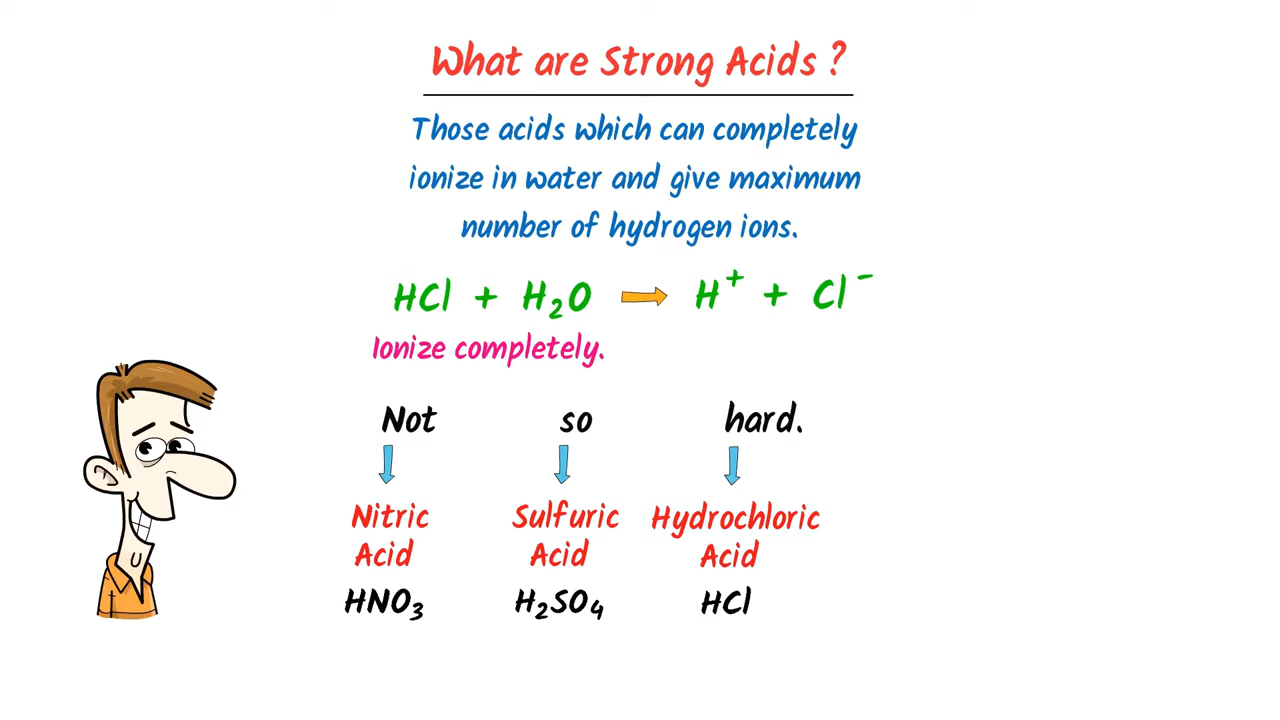 What are Strong Acids ?
Those acids which can completely
ionize in water and give maximum
number of hydrogen ions.
HCl + H₂O → H⁺ + Cl⁻
Ionize completely.
Not so hard.
Nitric Sulfuric Hydrochloric
Acid Acid Acid
HNO₃ H₂SO₄ HCl